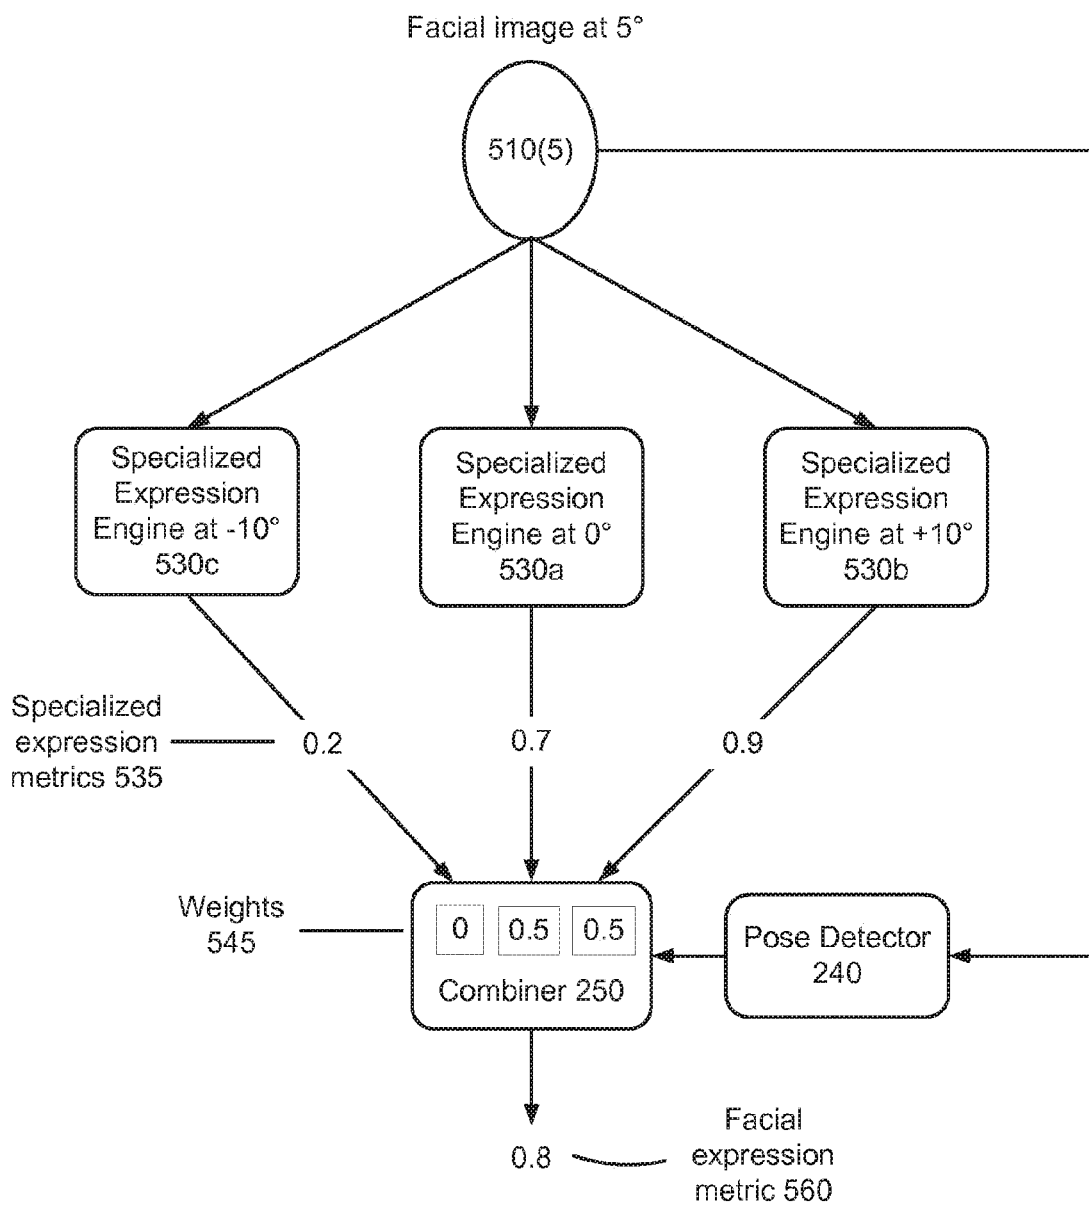 Facial image at 5°
510(5)
Specialized
Expression
Engine at -10°
530c
Specialized
Expression
Engine at 0°
530a
Specialized
Expression
Engine at +10°
530b
Specialized
expression
metrics 535
0.2
0.7
0.9
Weights
545
0
0.5
0.5
Combiner 250
Pose Detector
240
0.8
Facial
expression
metric 560